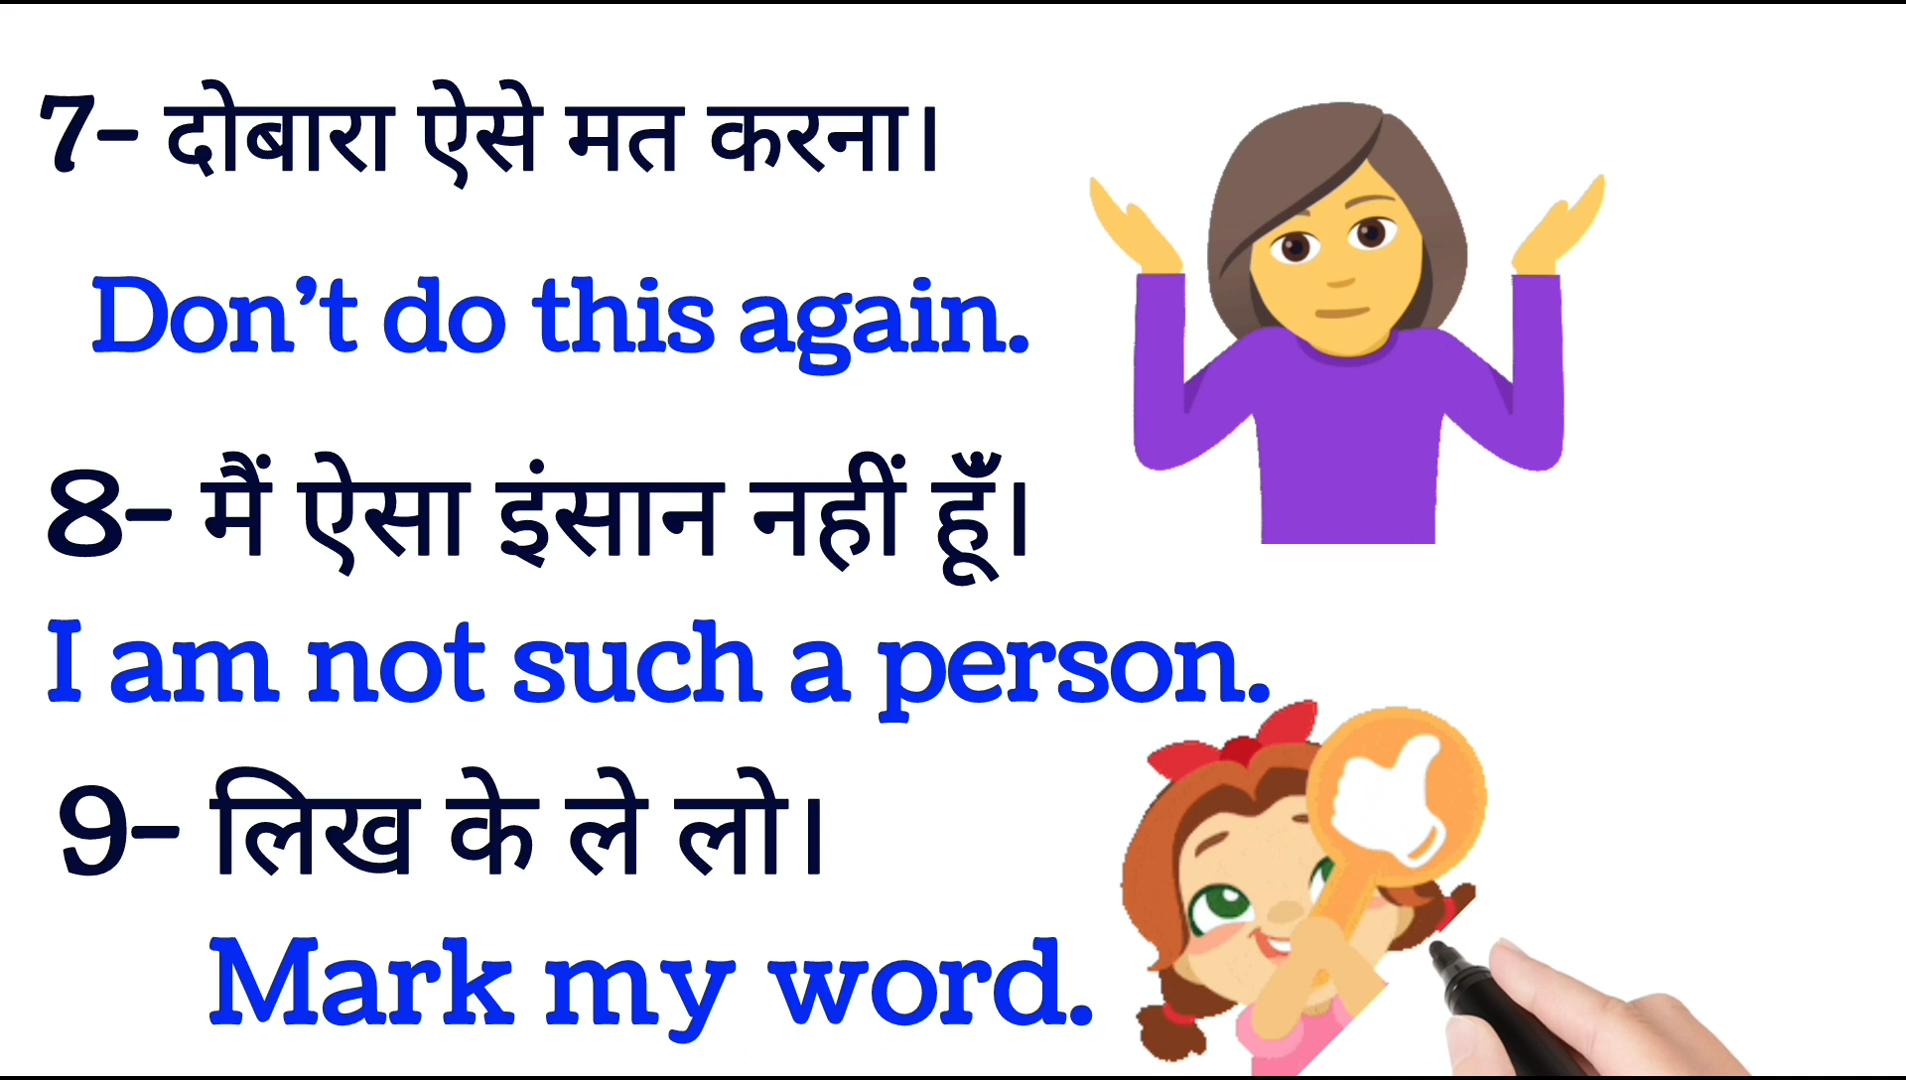 7- दोबारा ऐसे मत करना।
Don’t do this again.
8- मैं ऐसा इंसान नहीं हूँ।
I am not such a person.
9- लिख के ले लो।
Mark my word.